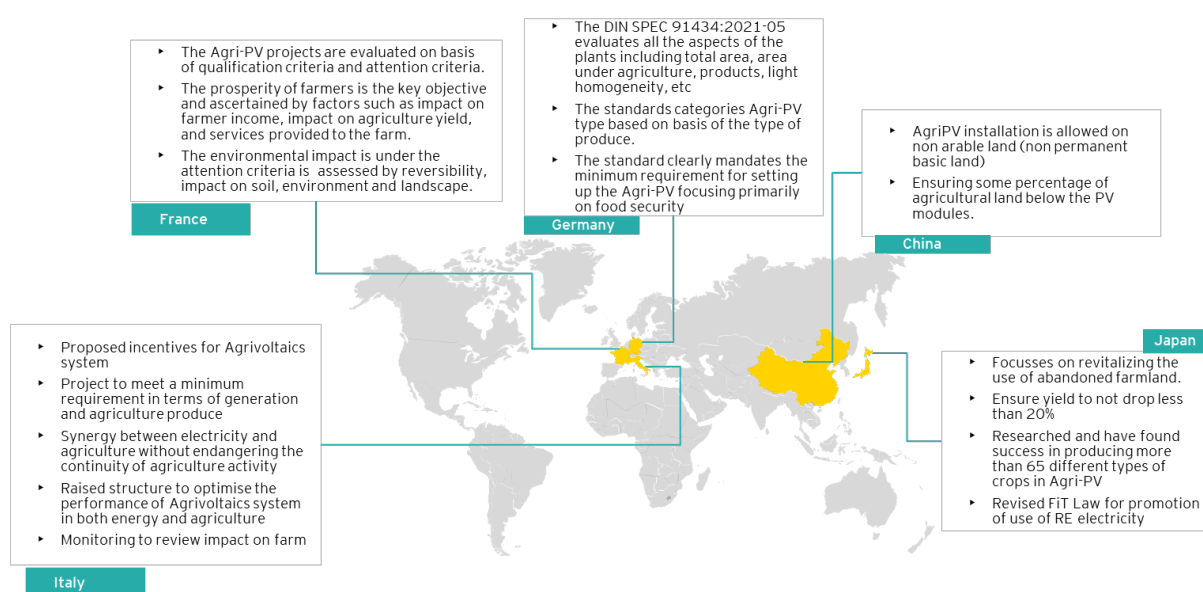 ▸ The Agri-PV projects are evaluated on basis
of qualification criteria and attention criteria.
▸ The prosperity of farmers is the key objective
and ascertained by factors such as impact on
farmer income, impact on agriculture yield,
and services provided to the farm.
▸ The environmental impact is under the
attention criteria is  assessed by reversibility,
impact on soil, environment and landscape.
France
▸ The DIN SPEC 91434:2021-05
evaluates all the aspects of the
plants including total area, area
under agriculture, products, light
homogeneity, etc
▸ The standards categories Agri-PV
type based on basis of the type of
produce.
▸ The standard clearly mandates the
minimum requirement for setting
up the Agri-PV focusing primarily
on food security
Germany
▸ AgriPV installation is allowed on
non arable land (non permanent
basic land)
▸ Ensuring some percentage of
agricultural land below the PV
modules.
China
▸ Proposed incentives for Agrivoltaics
system
▸ Project to meet a minimum
requirement in terms of generation
and agriculture produce
▸ Synergy between electricity and
agriculture without endangering the
continuity of agriculture activity
▸ Raised structure to optimise the
performance of Agrivoltaics system
in both energy and agriculture
▸ Monitoring to review impact on farm
Italy
Japan
▸ Focusses on revitalizing the
use of abandoned farmland.
▸ Ensure yield to not drop less
than 20%
▸ Researched and have found
success in producing more
than 65 different types of
crops in Agri-PV
▸ Revised FiT Law for promotion
of use of RE electricity